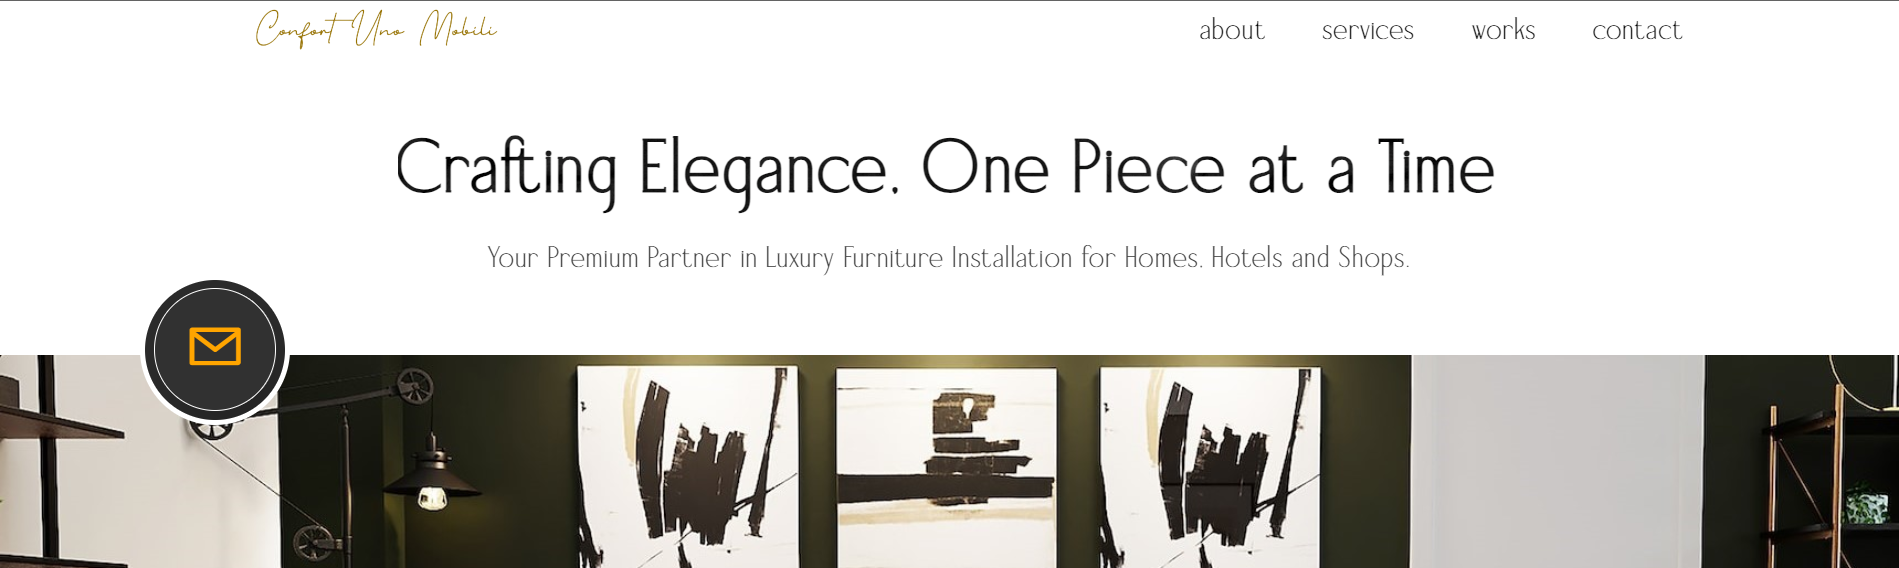 Confort Uno Mobili
about services works contact
Crafting Elegance, One Piece at a Time
Your Premium Partner in Luxury Furniture Installation for Homes, Hotels and Shops.